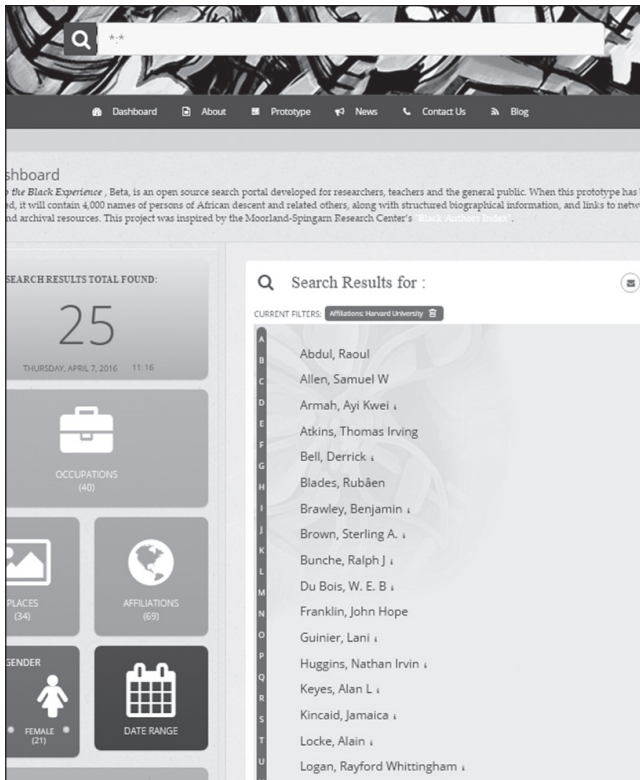 *:*
Dashboard About Prototype News Contact Us Blog
shboard
the Black Experience , Beta, is an open source search portal developed for researchers, teachers and the general public. When this prototype has
ed, it will contain 4,000 names of persons of African descent and related others, along with structured biographical information, and links to netw
nd archival resources. This project was inspired by the Moorland-Spingarn Research Center's "Black Authors Index".
SEARCH RESULTS TOTAL FOUND:
25
THURSDAY, APRIL 7, 2016 11:16
OCCUPATIONS
(40)
PLACES
(34)
AFFILIATIONS
(69)
GENDER
FEMALE
(21)
DATE RANGE
Search Results for :
CURRENT FILTERS: Affiliations: Harvard University
A
B
C
D
E
F
G
H
I
J
K
L
M
N
O
P
Q
R
S
T
U
Abdul, Raoul
Allen, Samuel W
Armah, Ayi Kwei
Atkins, Thomas Irving
Bell, Derrick
Blades, Rubâen
Brawley, Benjamin
Brown, Sterling A.
Bunche, Ralph J
Du Bois, W. E. B
Franklin, John Hope
Guinier, Lani
Huggins, Nathan Irvin
Keyes, Alan L
Kincaid, Jamaica
Locke, Alain
Logan, Rayford Whittingham